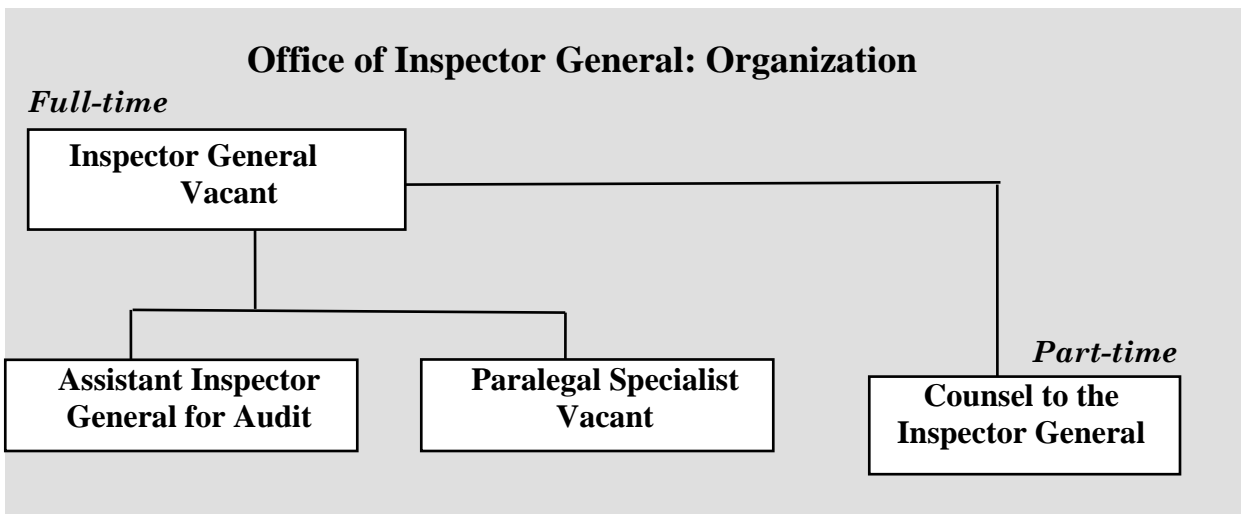 Office of Inspector General: Organization
Full-time
Inspector General
Vacant
Assistant Inspector
General for Audit
Paralegal Specialist
Vacant
Part-time
Counsel to the
Inspector General